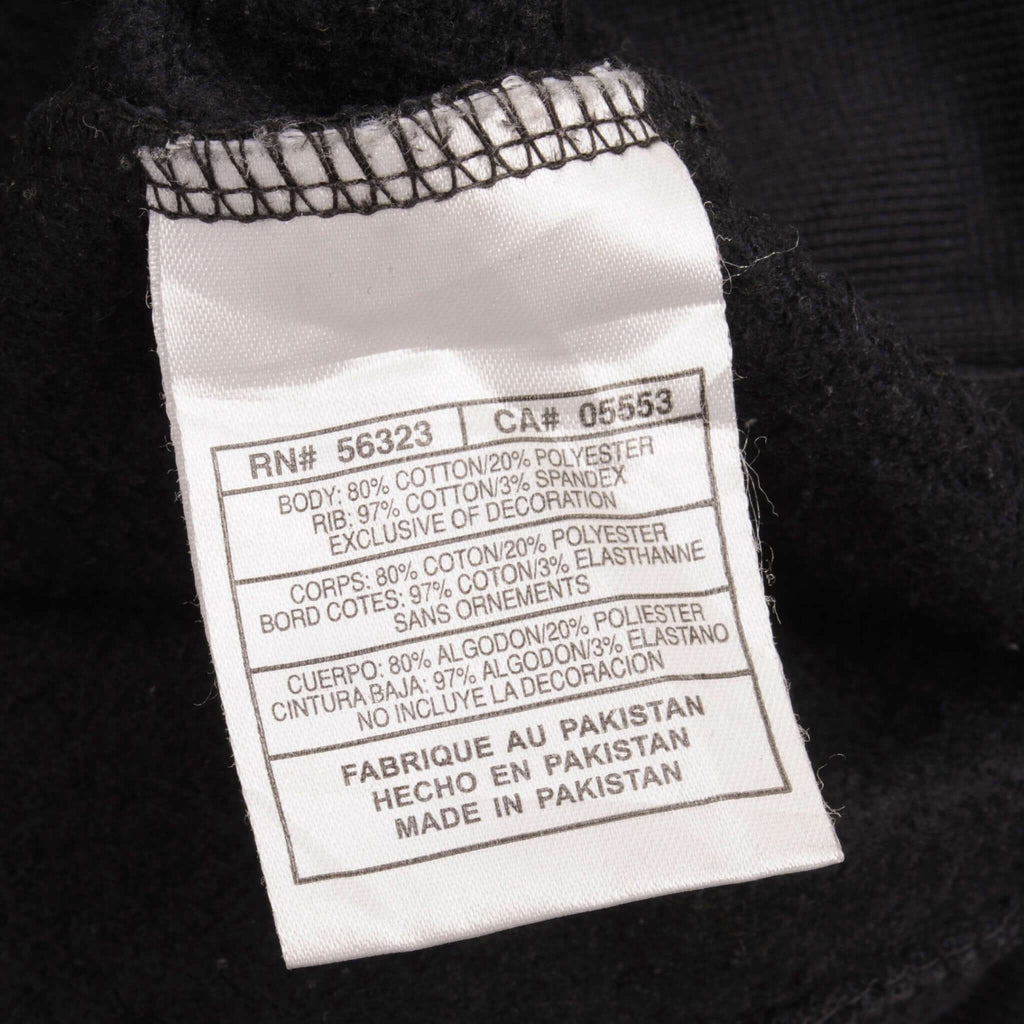 RN# 56323 CA# 05553
BODY: 80% COTTON/20% POLYESTER
RIB: 97% COTTON/3% SPANDEX
EXCLUSIVE OF DECORATION
CORPS: 80% COTON/20% POLYESTER
BORD COTES: 97% COTON/3% ELASTHANNE
SANS ORNEMENTS
CUERPO: 80% ALGODON/20% POLIESTER
CINTURA BAJA: 97% ALGODON/3% ELASTANO
NO INCLUYE LA DECORACION
FABRIQUE AU PAKISTAN
HECHO EN PAKISTAN
MADE IN PAKISTAN